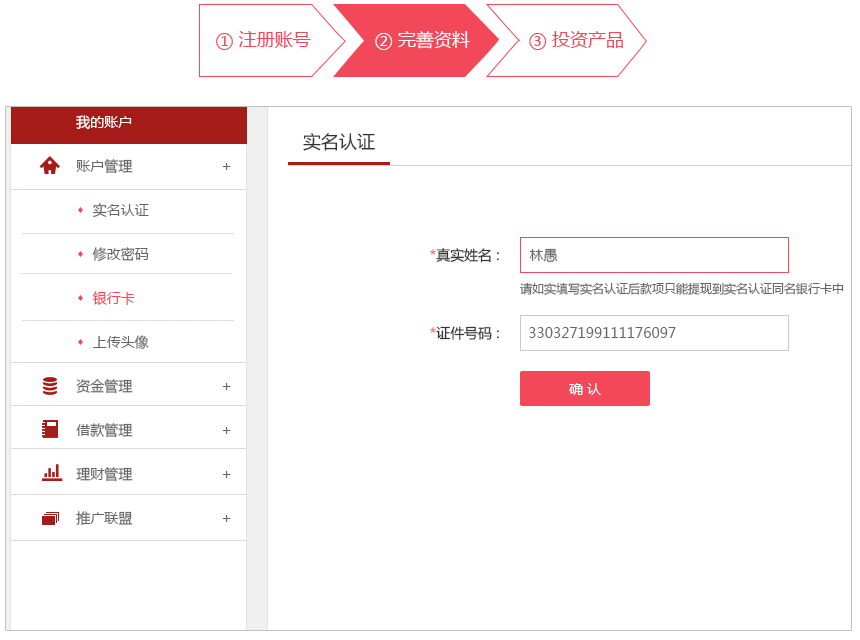 ① 注册账号
② 完善资料
③ 投资产品
我的账户
账户管理 +
实名认证
修改密码
银行卡
上传头像
资金管理 +
借款管理 +
理财管理 +
推广联盟 +
实名认证
*真实姓名： 林愚
请如实填写实名认证后款项只能提现到实名认证同名银行卡中
*证件号码： 330327199111176097
确 认